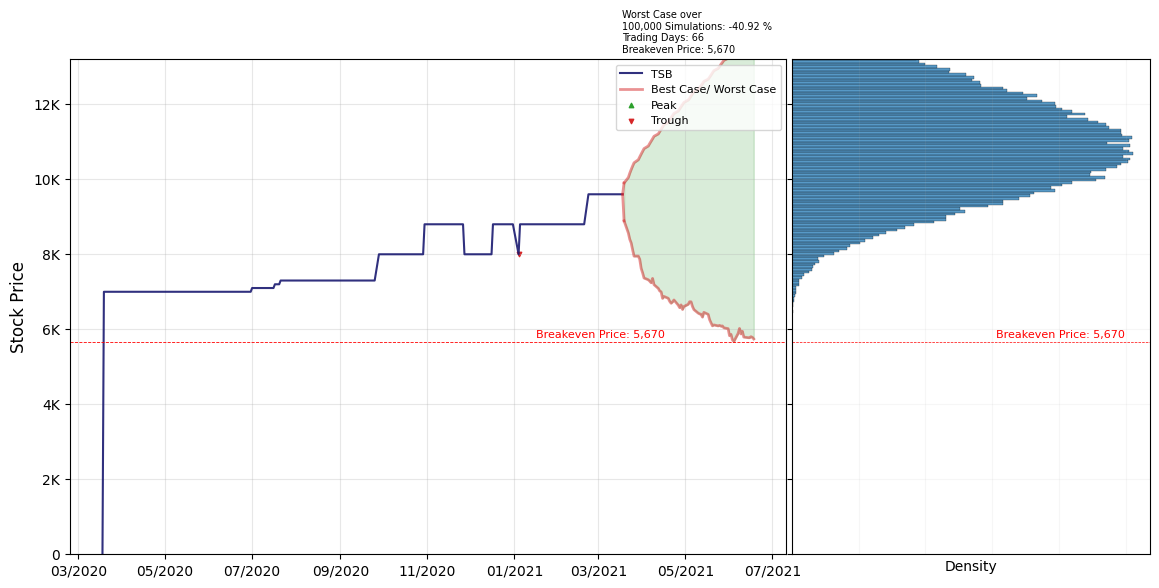 Worst Case over
100,000 Simulations: -40.92 %
Trading Days: 66
Breakeven Price: 5,670
TSB
Best Case/ Worst Case
Peak
Trough
12K
10K
8K
6K
4K
2K
0
Stock Price
Breakeven Price: 5,670
Breakeven Price: 5,670
03/2020 05/2020 07/2020 09/2020 11/2020 01/2021 03/2021 05/2021 07/2021
Density